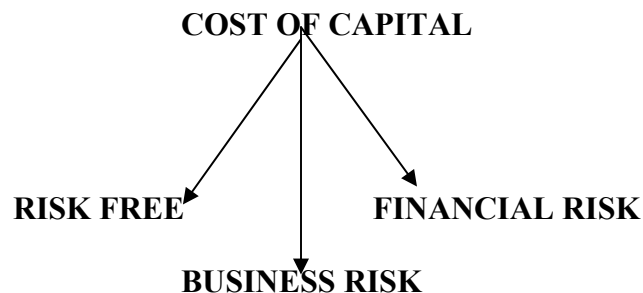 COST OF CAPITAL
RISK FREE
FINANCIAL RISK
BUSINESS RISK